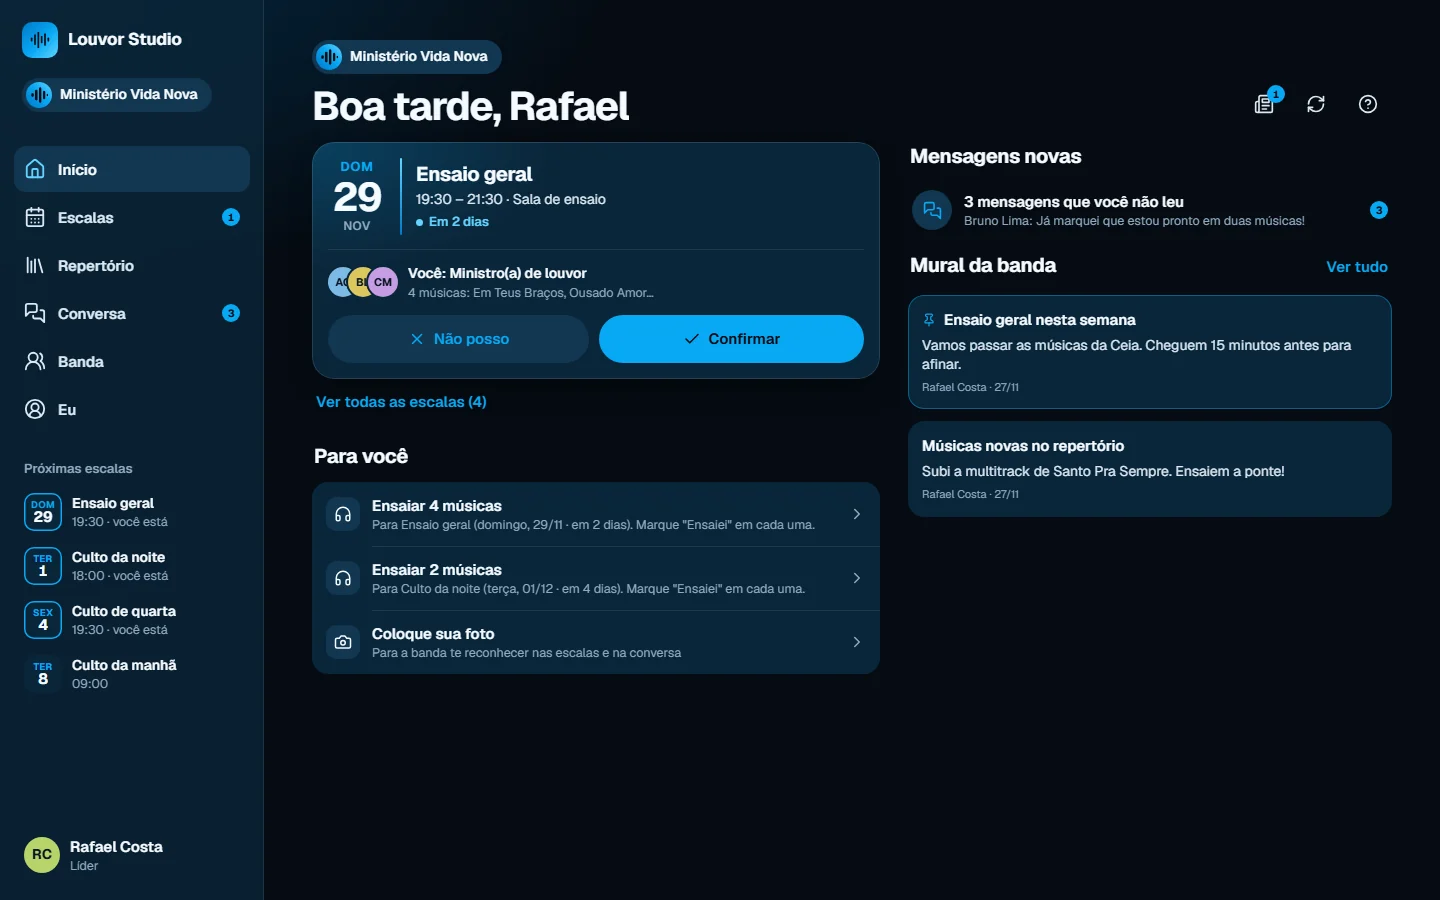 Louvor Studio
Ministério Vida Nova
Início
Escalas
1
Repertório
Conversa
3
Banda
Eu
Próximas escalas
DOM
29
Ensaio geral
19:30 · você está
TER
1
Culto da noite
18:00 · você está
SEX
4
Culto de quarta
19:30 · você está
TER
8
Culto da manhã
09:00
RC
Rafael Costa
Líder
Ministério Vida Nova
Boa tarde, Rafael
1
DOM
29
NOV
Ensaio geral
19:30 – 21:30 · Sala de ensaio
Em 2 dias
CM
Você: Ministro(a) de louvor
4 músicas: Em Teus Braços, Ousado Amor...
Não posso
Confirmar
Ver todas as escalas (4)
Para você
Ensaiar 4 músicas
Para Ensaio geral (domingo, 29/11 · em 2 dias). Marque "Ensaiei" em cada uma.
Ensaiar 2 músicas
Para Culto da noite (terça, 01/12 · em 4 dias). Marque "Ensaiei" em cada uma.
Coloque sua foto
Para a banda te reconhecer nas escalas e na conversa
Mensagens novas
3 mensagens que você não leu
Bruno Lima: Já marquei que estou pronto em duas músicas!
3
Mural da banda
Ver tudo
Ensaio geral nesta semana
Vamos passar as músicas da Ceia. Cheguem 15 minutos antes para
afinar.
Rafael Costa · 27/11
Músicas novas no repertório
Subi a multitrack de Santo Pra Sempre. Ensaiem a ponte!
Rafael Costa · 27/11